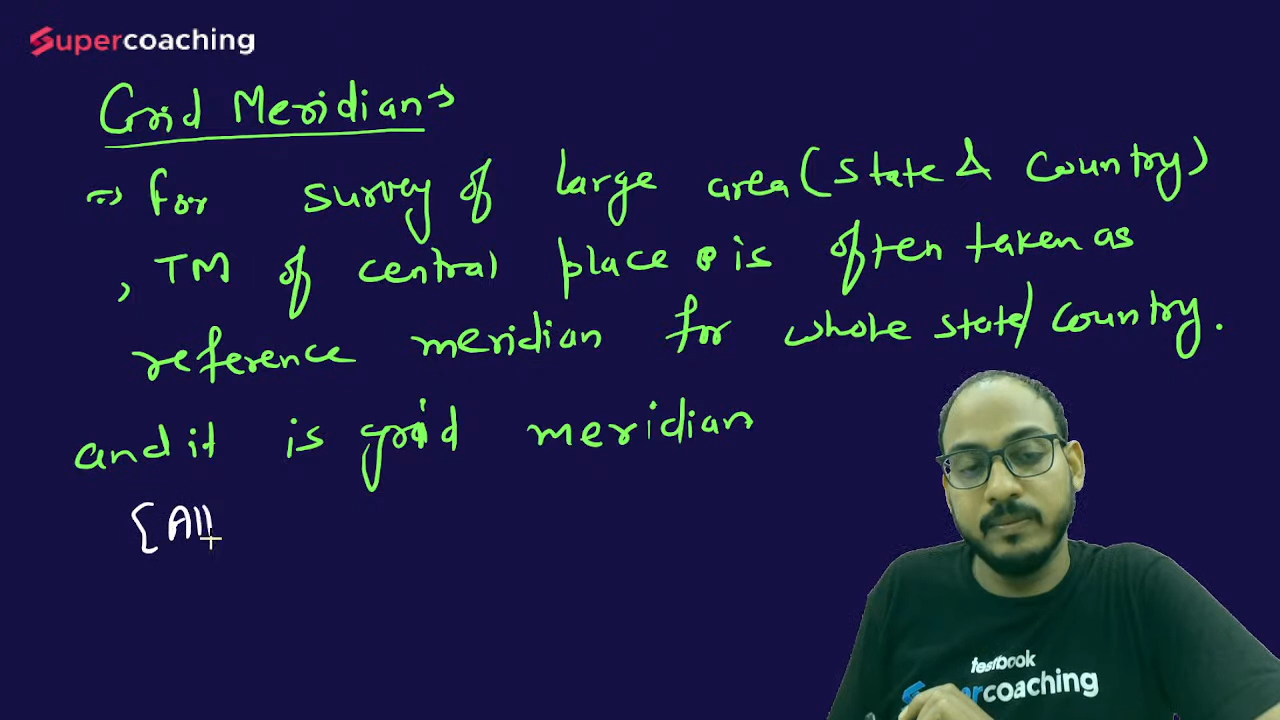 Supercoaching
Grid Meridian →
→ for survey of large area (state & country)
, TM of central place is often taken as
reference meridian for whole state/country.
and it is grid meridian
{All
testbook
Supercoaching